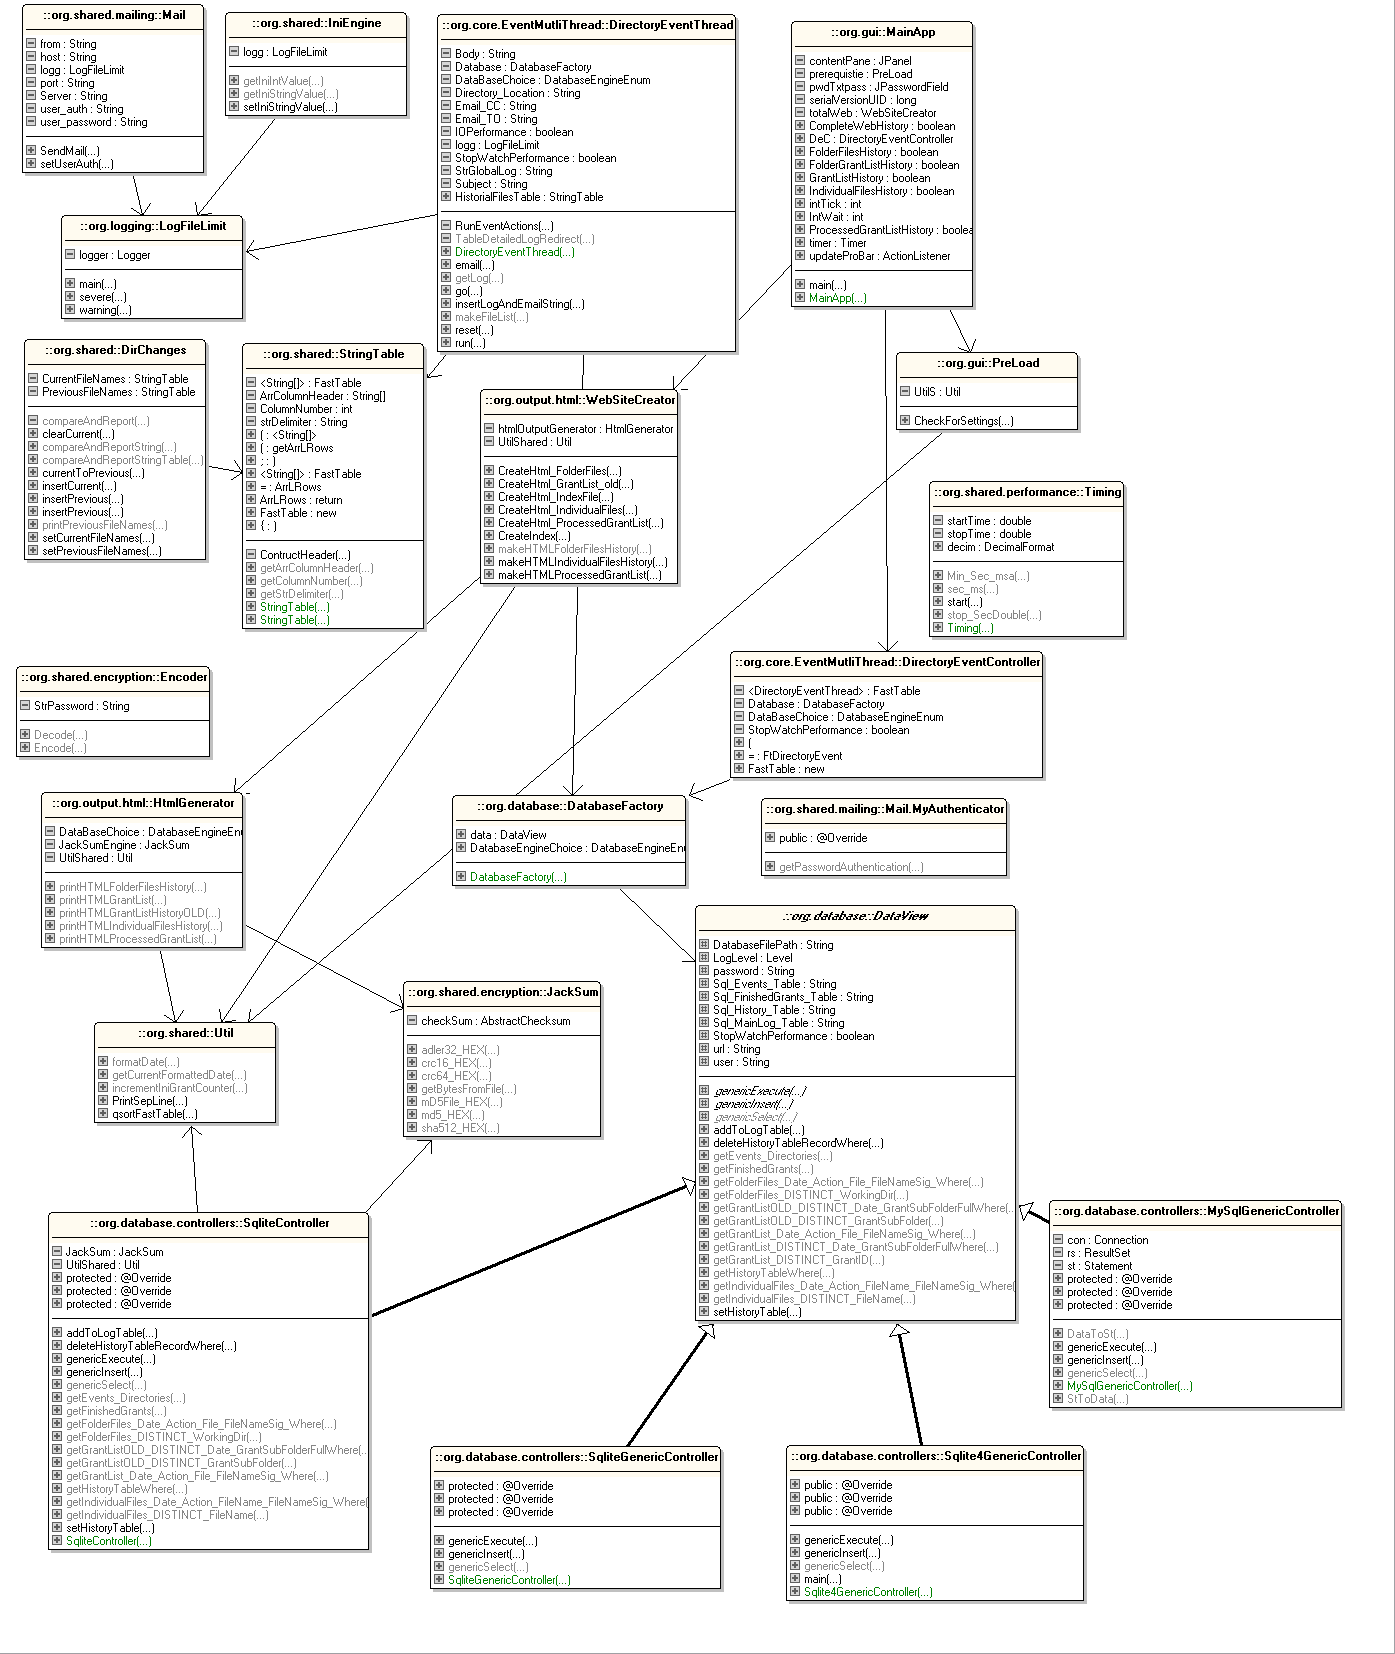 ::org.shared.mailing::Mail
from : String
host : String
logg : LogFileLimit
port : String
Server : String
user_auth : String
user_password : String
SendMail(...)
setUserAuth(...)
::org.shared::IniEngine
logg : LogFileLimit
getIniIntValue(...)
getIniStringValue(...)
setIniStringValue(...)
::org.core.EventMutliThread::DirectoryEventThread
Body : String
Database : DatabaseFactory
DataBaseChoice : DatabaseEngineEnum
Directory_Location : String
Email_CC : String
Email_TO : String
IOPerformance : boolean
logg : LogFileLimit
StopWatchPerformance : boolean
StrGlobalLog : String
Subject : String
HistorialFilesTable : StringTable
RunEventActions(...)
TableDetailedLogRedirect(...)
DirectoryEventThread(...)
email(...)
getLog(...)
go(...)
insertLogAndEmailString(...)
makeFileList(...)
reset(...)
run(...)
::org.gui::MainApp
contentPane : JPanel
prerequistie : PreLoad
pwdTxtpass : JPasswordField
serialVersionUID : long
totalWeb : WebSiteCreator
CompleteWebHistory : boolean
DeC : DirectoryEventController
FolderFilesHistory : boolean
FolderGrantListHistory : boolean
GrantListHistory : boolean
IndividualFilesHistory : boolean
intTick : int
IntWait : int
ProcessedGrantListHistory : boolea
timer : Timer
updateProBar : ActionListener
main(...)
MainApp(...)
::org.logging::LogFileLimit
logger : Logger
main(...)
severe(...)
warning(...)
::org.shared::DirChanges
CurrentFileNames : StringTable
PreviousFileNames : StringTable
compareAndReport(...)
clearCurrent(...)
compareAndReportString(...)
compareAndReportStringTable(...)
currentToPrevious(...)
insertCurrent(...)
insertPrevious(...)
insertPrevious(...)
printPreviousFileNames(...)
setCurrentFileNames(...)
setPreviousFileNames(...)
::org.shared::StringTable
<String[]> : FastTable
ArrColumnHeader : String[]
ColumnNumber : int
strDelimiter : String
( : <String[]>
( : getArrLRows
; : )
<String[]> : FastTable
= : ArrLRows
ArrLRows : return
FastTable : new
{ : )
ContructHeader(...)
getArrColumnHeader(...)
getColumnNumber(...)
getStrDelimiter(...)
StringTable(...)
StringTable(...)
::org.output.html::WebSiteCreator
htmlOutputGenerator : HtmlGenerator
UtilShared : Util
CreateHtml_FolderFiles(...)
CreateHtml_GrantList_old(...)
CreateHtml_IndexFile(...)
CreateHtml_IndividualFiles(...)
CreateHtml_ProcessedGrantList(...)
CreateIndex(...)
makeHTMLFolderFilesHistory(...)
makeHTMLIndividualFilesHistory(...)
makeHTMLProcessedGrantList(...)
::org.gui::PreLoad
UtilS : Util
CheckForSettings(...)
::org.shared.performance::Timing
startTime : double
stopTime : double
decim : DecimalFormat
Min_Sec_msa(...)
sec_ms(...)
start(...)
stop_SecDouble(...)
Timing(...)
::org.shared.encryption::Encoder
StrPassword : String
Decode(...)
Encode(...)
::org.core.EventMutliThread::DirectoryEventController
<DirectoryEventThread> : FastTable
Database : DatabaseFactory
DataBaseChoice : DatabaseEngineEnum
StopWatchPerformance : boolean
(
= : FtDirectoryEvent
FastTable : new
::org.output.html::HtmlGenerator
DataBaseChoice : DatabaseEngineEnu
JackSumEngine : JackSum
UtilShared : Util
printHTMLFolderFilesHistory(...)
printHTMLGrantList(...)
printHTMLGrantListHistoryOLD(...)
printHTMLIndividualFilesHistory(...)
printHTMLProcessedGrantList(...)
::org.database::DatabaseFactory
data : DataView
DatabaseEngineChoice : DatabaseEngineEn
DatabaseFactory(...)
::org.shared.mailing::Mail.MyAuthenticator
public : @Override
getPasswordAuthentication(...)
::org.database::DataView
DatabaseFilePath : String
LogLevel : Level
password : String
Sql_Events_Table : String
Sql_FinishedGrants_Table : String
Sql_History_Table : String
Sql_MainLog_Table : String
StopWatchPerformance : boolean
url : String
user : String
genericExecute(...)
genericInsert(...)
genericSelect(...)
addToLogTable(...)
deleteHistoryTableRecordWhere(...)
getEvents_Directories(...)
getFinishedGrants(...)
getFolderFiles_Date_Action_File_FileNameSig_Where(...)
getFolderFiles_DISTINCT_WorkingDir(...)
getGrantListOLD_DISTINCT_Date_GrantSubFolderFullWhere(...
getGrantListOLD_DISTINCT_GrantSubFolder(...)
getGrantList_Date_Action_File_FileNameSig_Where(...)
getGrantList_DISTINCT_Date_GrantSubFolderFullWhere(...)
getGrantList_DISTINCT_GrantID(...)
getHistoryTableWhere(...)
getIndividualFiles_Date_Action_FileName_FileNameSig_Where(
getIndividualFiles_DISTINCT_FileName(...)
setHistoryTable(...)
::org.shared.encryption::JackSum
checkSum : AbstractChecksum
adler32_HEX(...)
crc16_HEX(...)
crc64_HEX(...)
getBytesFromFile(...)
mD5File_HEX(...)
md5_HEX(...)
sha512_HEX(...)
::org.shared::Util
formatDate(...)
getCurrentFormattedDate(...)
incrementIniGrantCounter(...)
PrintSepLine(...)
qsortFastTable(...)
::org.database.controllers::SqliteController
JackSum : JackSum
UtilShared : Util
protected : @Override
protected : @Override
protected : @Override
addToLogTable(...)
deleteHistoryTableRecordWhere(...)
genericExecute(...)
genericInsert(...)
genericSelect(...)
getEvents_Directories(...)
getFinishedGrants(...)
getFolderFiles_Date_Action_File_FileNameSig_Where(...)
getFolderFiles_DISTINCT_WorkingDir(...)
getGrantListOLD_DISTINCT_Date_GrantSubFolderFullWhere(...
getGrantListOLD_DISTINCT_GrantSubFolder(...)
getGrantList_Date_Action_File_FileNameSig_Where(...)
getHistoryTableWhere(...)
getIndividualFiles_Date_Action_FileName_FileNameSig_Where(
getIndividualFiles_DISTINCT_FileName(...)
setHistoryTable(...)
SqliteController(...)
::org.database.controllers::MySqlGenericController
con : Connection
rs : ResultSet
st : Statement
protected : @Override
protected : @Override
protected : @Override
DataToSt(...)
genericExecute(...)
genericInsert(...)
genericSelect(...)
MySqlGenericController(...)
StToData(...)
::org.database.controllers::SqliteGenericController
protected : @Override
protected : @Override
protected : @Override
genericExecute(...)
genericInsert(...)
genericSelect(...)
SqliteGenericController(...)
::org.database.controllers::Sqlite4GenericController
public : @Override
public : @Override
public : @Override
genericExecute(...)
genericInsert(...)
genericSelect(...)
main(...)
Sqlite4GenericController(...)